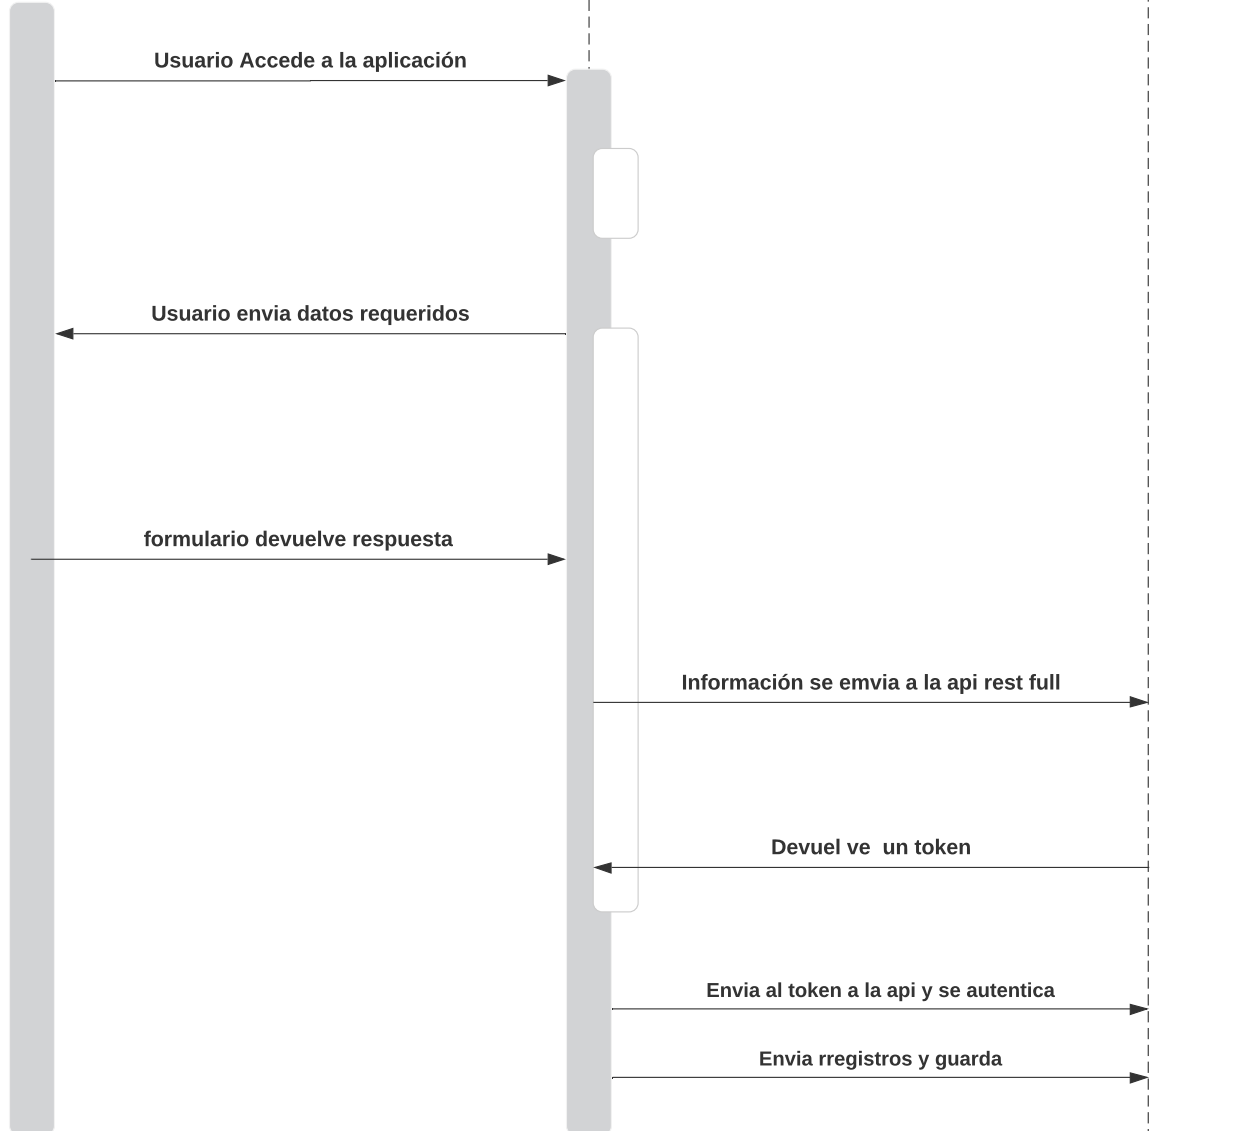 Usuario Accede a la aplicación
Usuario envia datos requeridos
formulario devuelve respuesta
Información se emvia a la api rest full
Devuel ve  un token
Envia al token a la api y se autentica
Envia rregistros y guarda